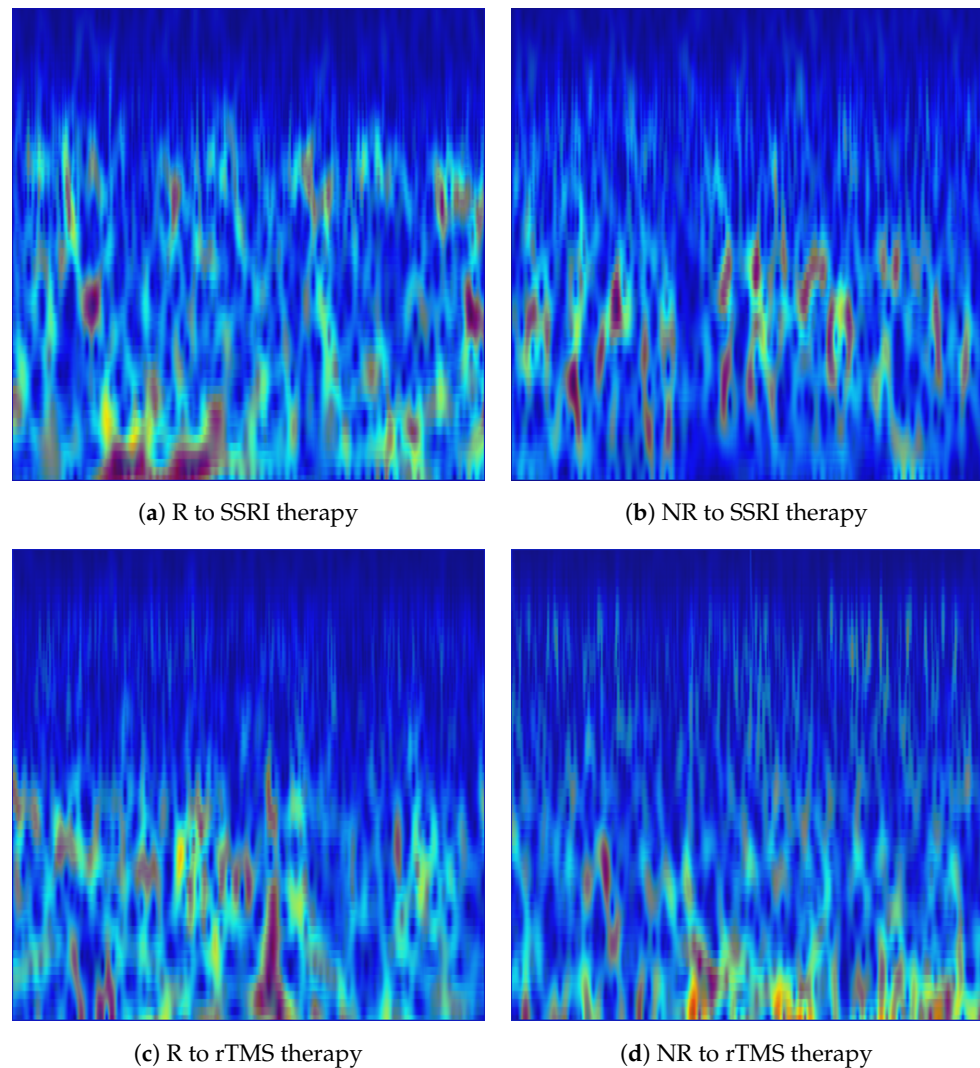 (a) R to SSRI therapy
(b) NR to SSRI therapy
(c) R to rTMS therapy
(d) NR to rTMS therapy